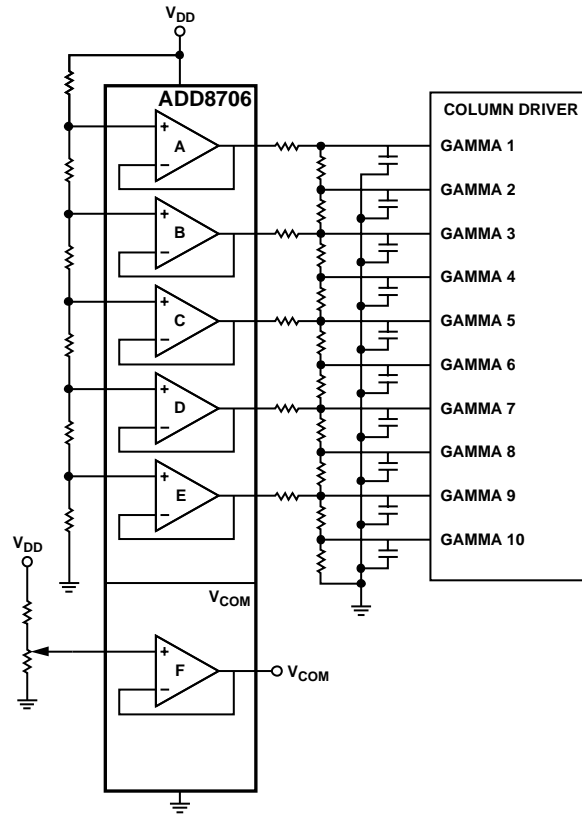 VDD
ADD8706
COLUMN DRIVER
+
A
−
GAMMA 1
GAMMA 2
+
B
−
GAMMA 3
GAMMA 4
+
C
−
GAMMA 5
GAMMA 6
+
D
−
GAMMA 7
GAMMA 8
+
E
−
GAMMA 9
GAMMA 10
VDD
VCOM
+
F
−
VCOM